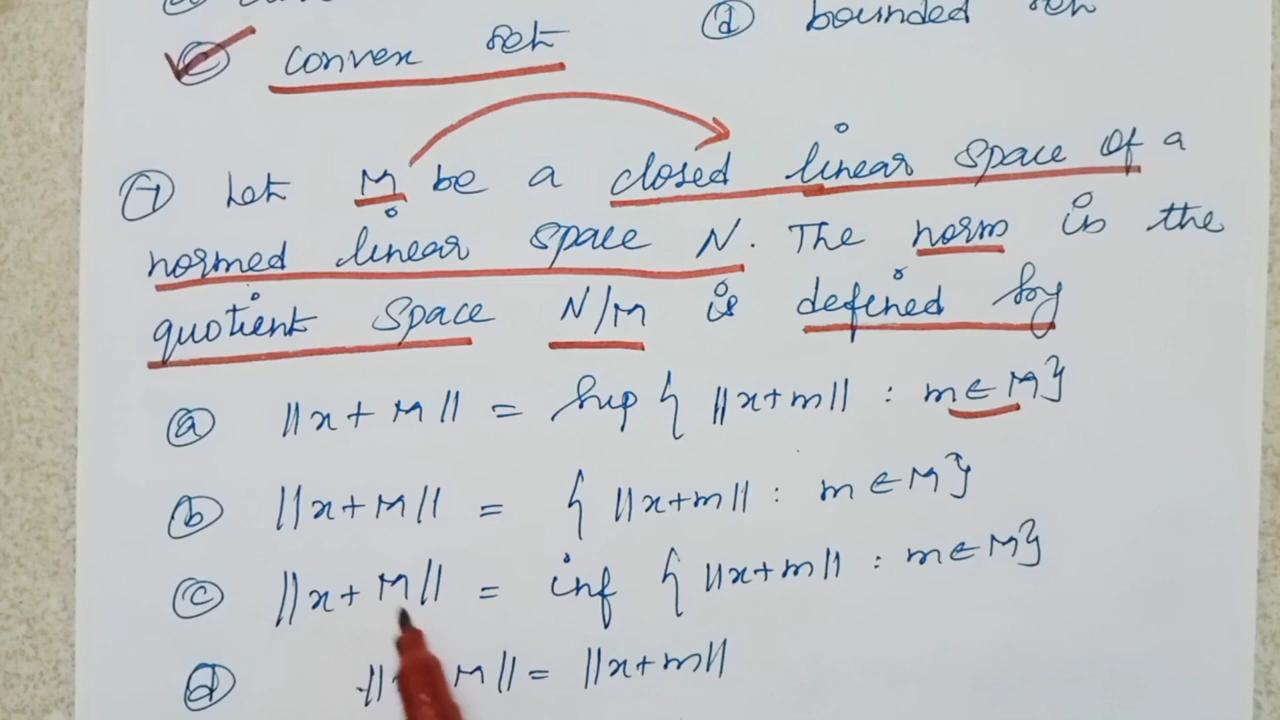 ⓒ convex set ⓓ bounded set
⑦ Let M be a closed linear space of a
normed linear space N. The norm in the
quotient space N/M is defined by
ⓐ ||x+M|| = Sup { ||x+m|| : m∈M}
ⓑ ||x+M|| = { ||x+m|| : m∈M}
ⓒ ||x+M|| = inf { ||x+m|| : m∈M}
ⓓ || M|| = ||x+m||